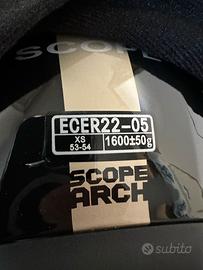 SCOPE
ECER22-05
XS
53-54
1600±50g
SCOPE
ARCH
subito